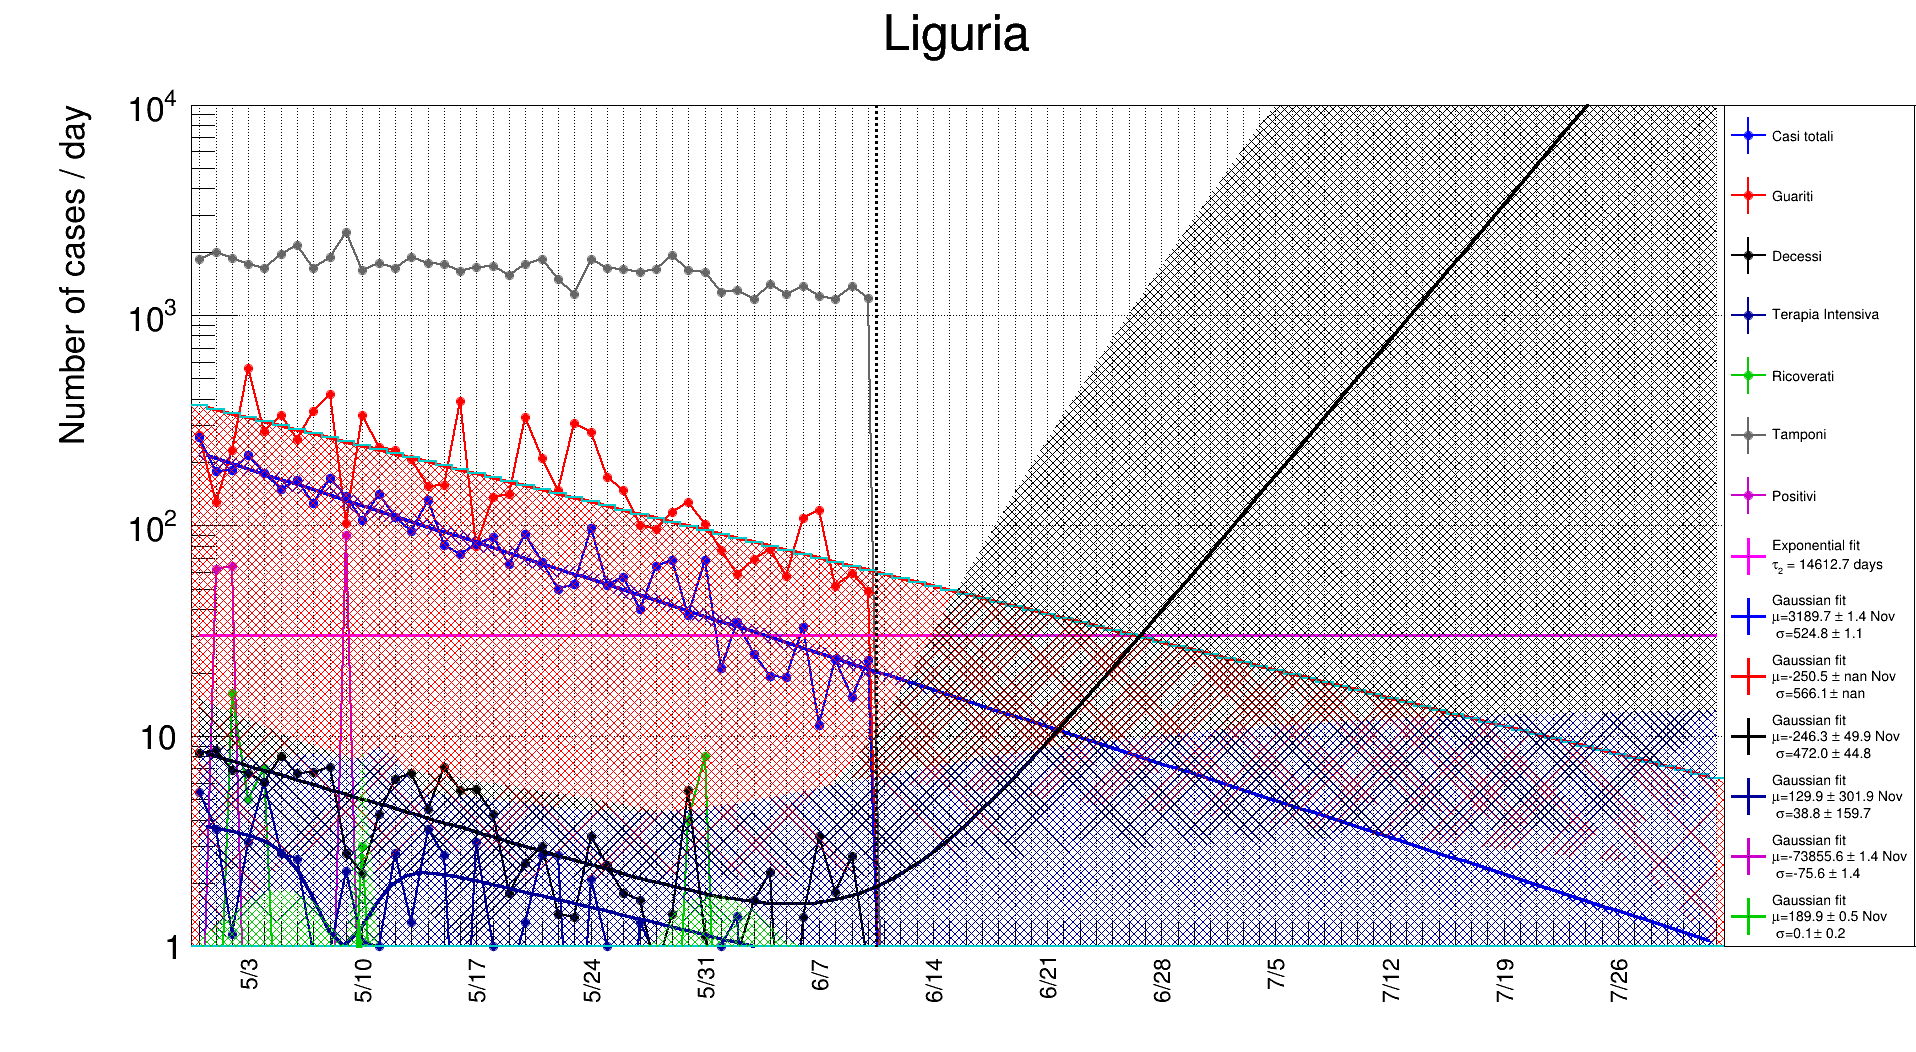 Liguria
Number of cases / day
10⁴
10³
10²
10
1
5/3
5/10
5/17
5/24
5/31
6/7
6/14
6/21
6/28
7/5
7/12
7/19
7/26
Casi totali
Guariti
Decessi
Terapia Intensiva
Ricoverati
Tamponi
Positivi
Exponential fit
τ₂ = 14612.7 days
Gaussian fit
μ=3189.7 ± 1.4 Nov
σ=524.8 ± 1.1
Gaussian fit
μ=-250.5 ± nan Nov
σ=566.1 ± nan
Gaussian fit
μ=-246.3 ± 49.9 Nov
σ=472.0 ± 44.8
Gaussian fit
μ=129.9 ± 301.9 Nov
σ=38.8 ± 159.7
Gaussian fit
μ=-73855.6 ± 1.4 Nov
σ=-75.6 ± 1.4
Gaussian fit
μ=189.9 ± 0.5 Nov
σ=0.1 ± 0.2